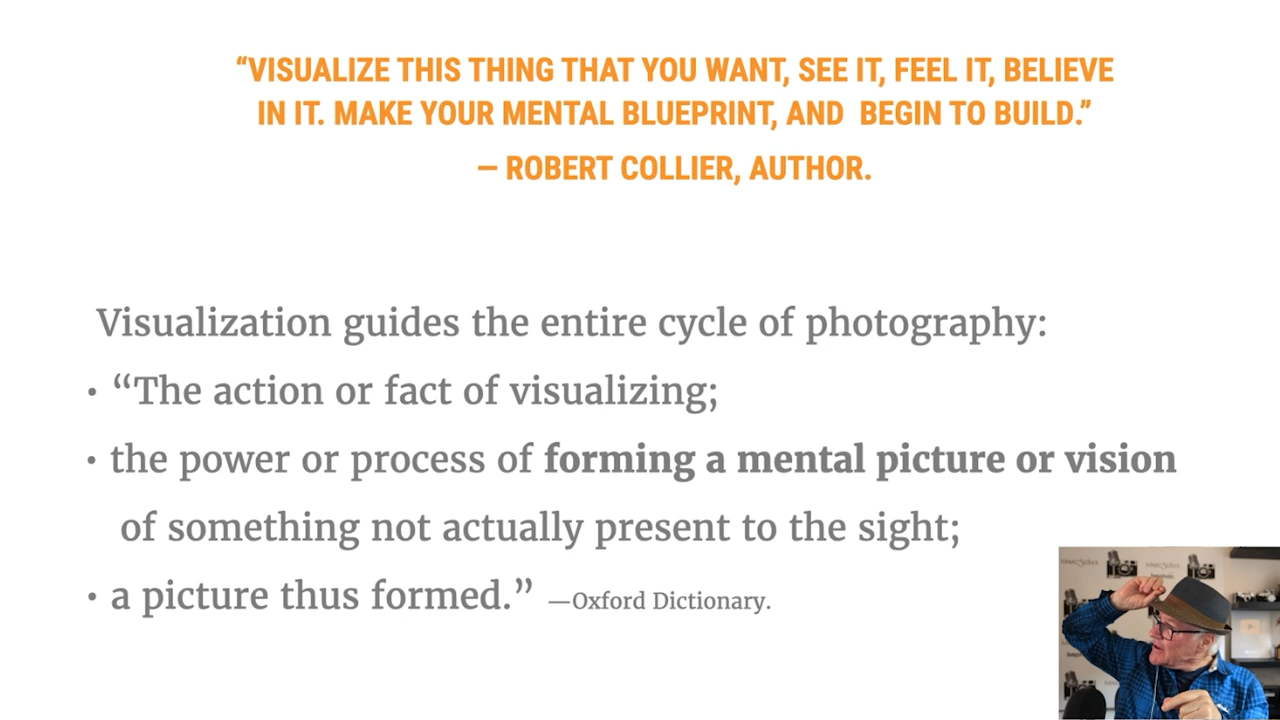 “VISUALIZE THIS THING THAT YOU WANT, SEE IT, FEEL IT, BELIEVE
IN IT. MAKE YOUR MENTAL BLUEPRINT, AND  BEGIN TO BUILD.”
– ROBERT COLLIER, AUTHOR.
Visualization guides the entire cycle of photography:
• “The action or fact of visualizing;
• the power or process of forming a mental picture or vision
of something not actually present to the sight;
• a picture thus formed.” —Oxford Dictionary.